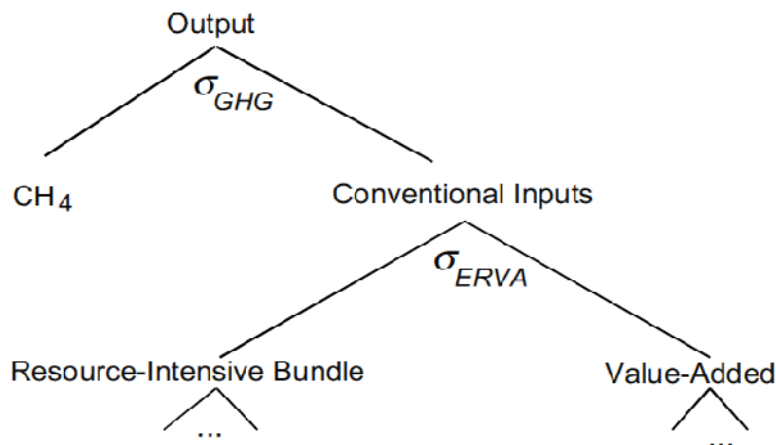 Output
σGHG
CH4
Conventional Inputs
σERVA
Resource-Intensive Bundle
Value-Added
...
...